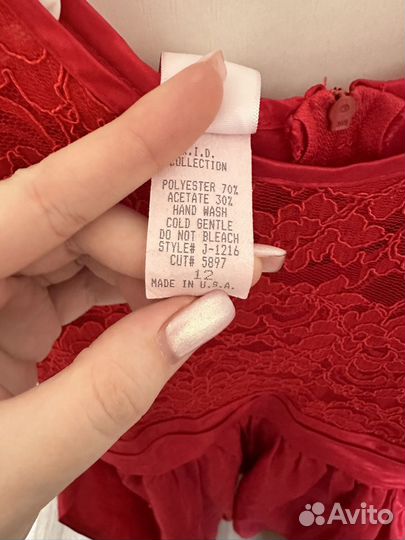 .I.D.
COLLECTION
POLYESTER 70%
ACETATE 30%
HAND WASH
COLD GENTLE
DO NOT BLEACH
STYLE# J-1216
CUT# 5897
12
MADE IN U.S.A.
Avito